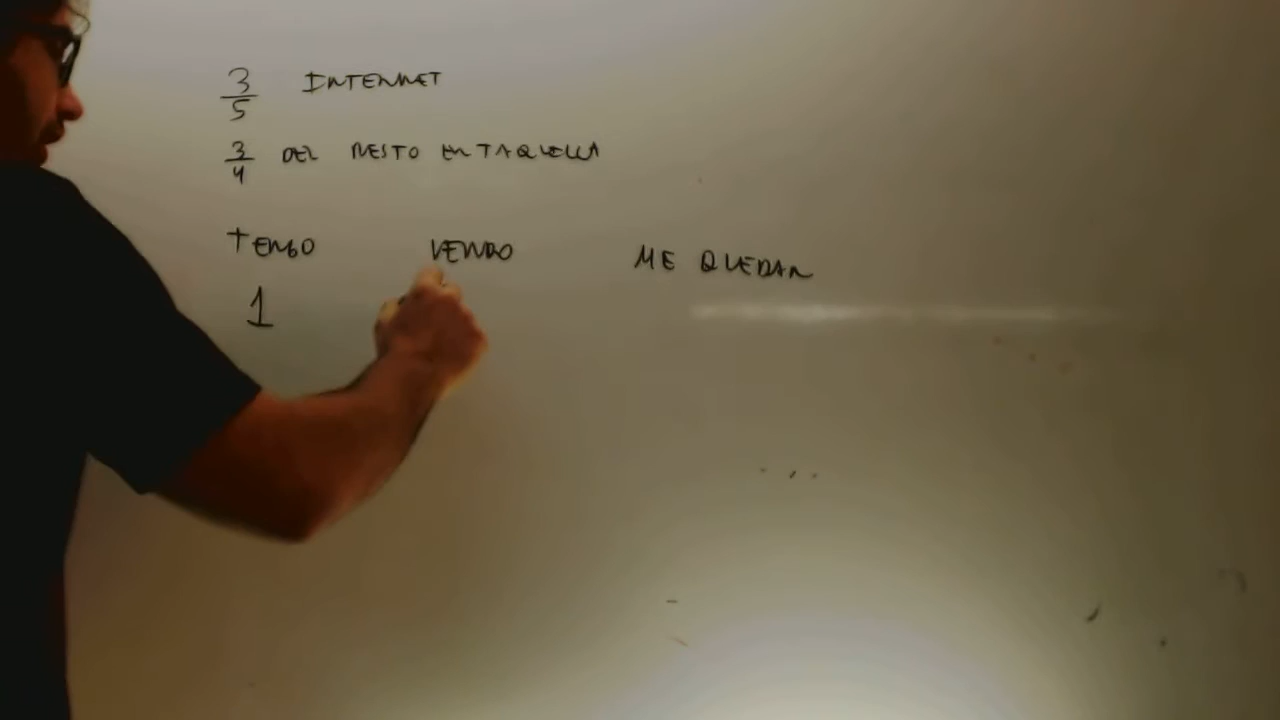 3/5 INTERNET
3/4 DEL RESTO EN TAQUILLA
TENGO VENDO ME QUEDAN
1